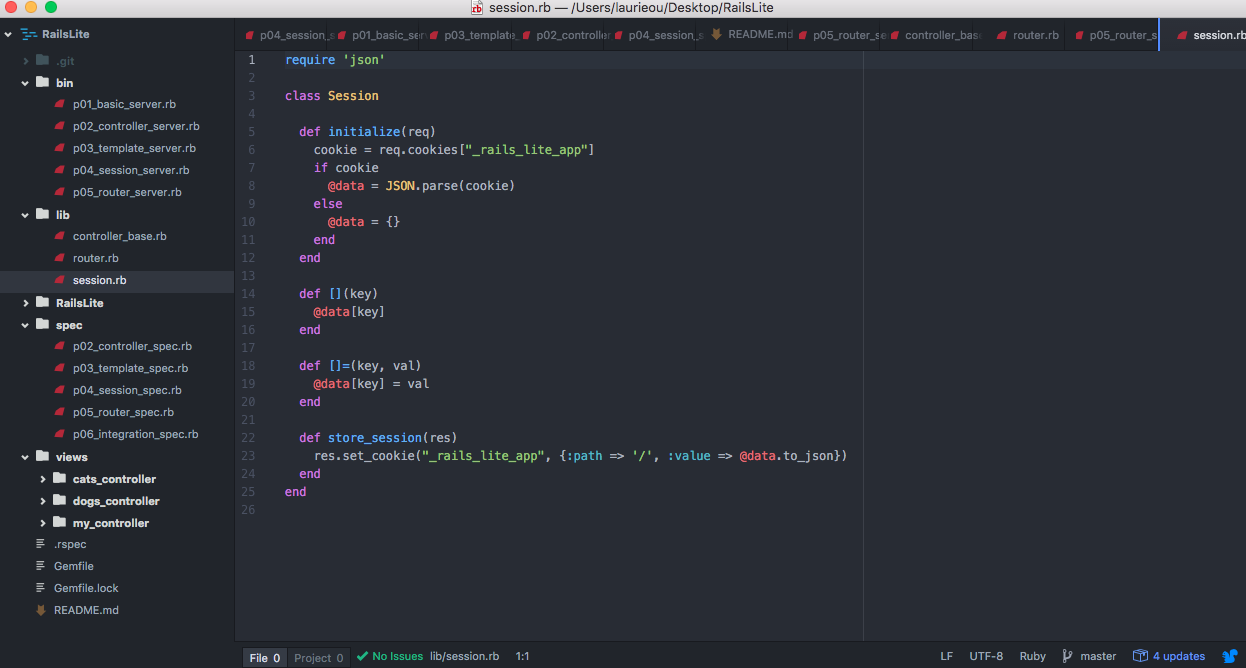 session.rb — /Users/laurieou/Desktop/RailsLite
RailsLite
.git
bin
p01_basic_server.rb
p02_controller_server.rb
p03_template_server.rb
p04_session_server.rb
p05_router_server.rb
lib
controller_base.rb
router.rb
session.rb
RailsLite
spec
p02_controller_spec.rb
p03_template_spec.rb
p04_session_spec.rb
p05_router_spec.rb
p06_integration_spec.rb
views
cats_controller
dogs_controller
my_controller
.rspec
Gemfile
Gemfile.lock
README.md
p04_session_s p01_basic_ser p03_template_ p02_controller p04_session_s README.md p05_router_se controller_base router.rb p05_router_s session.rb
1 require 'json'
2
3 class Session
4
5 def initialize(req)
6 cookie = req.cookies["_rails_lite_app"]
7 if cookie
8 @data = JSON.parse(cookie)
9 else
10 @data = {}
11 end
12 end
13
14 def [](key)
15 @data[key]
16 end
17
18 def []=(key, val)
19 @data[key] = val
20 end
21
22 def store_session(res)
23 res.set_cookie("_rails_lite_app", {:path => '/', :value => @data.to_json})
24 end
25 end
26
File 0 Project 0 No Issues lib/session.rb 1:1 LF UTF-8 Ruby master 4 updates